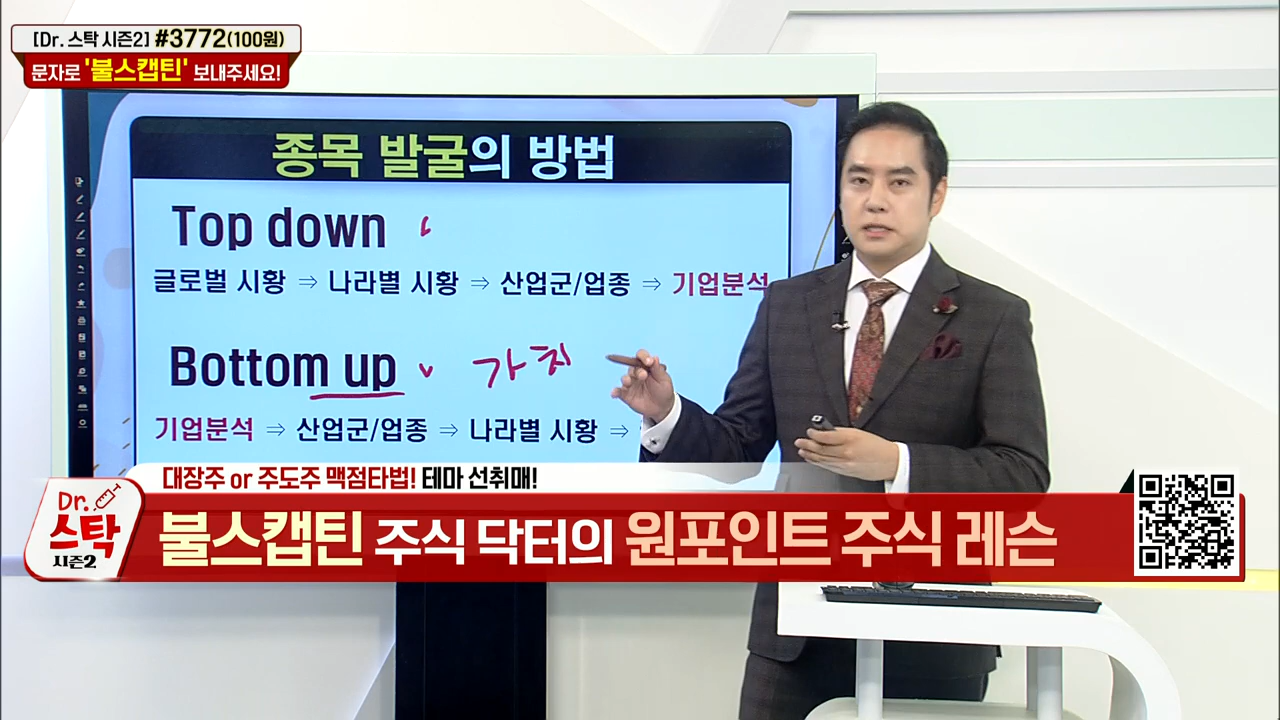 [Dr. 스탁 시즌2] #3772(100원)
문자로 '불스캡틴' 보내주세요!
종목 발굴의 방법
Top down
글로벌 시황 ⇒ 나라별 시황 ⇒ 산업군/업종 ⇒ 기업분석
Bottom up 가치
기업분석 ⇒ 산업군/업종 ⇒ 나라별 시황 ⇒
대장주 or 주도주 맥점타법! 테마 선취매!
Dr.
스탁
시즌2
불스캡틴 주식 닥터의 원포인트 주식 레슨